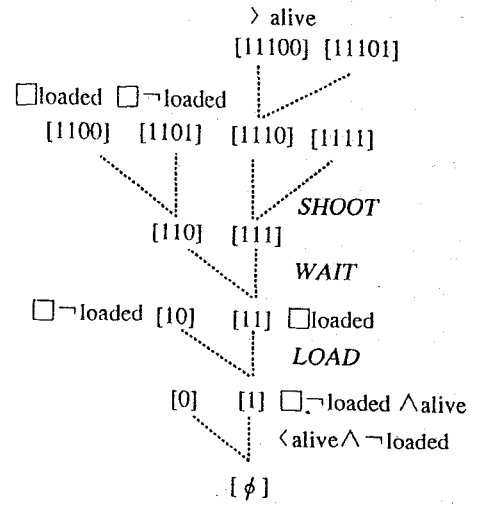 〉 alive
[11100] [11101]
□loaded □¬loaded
[1100] [1101] [1110] [1111]
SHOOT
[110] [111]
WAIT
□¬loaded [10] [11] □loaded
LOAD
[0] [1] □¬loaded ∧alive
〈alive∧¬loaded
[ϕ]